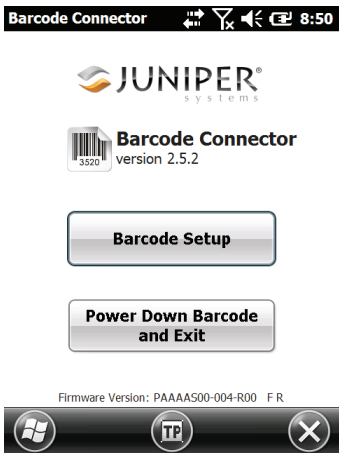 Barcode Connector 8:50
JUNIPER®
systems
3520
Barcode Connector
version 2.5.2
Barcode Setup
Power Down Barcode
and Exit
Firmware Version: PAAAAS00-004-R00 F R
TP